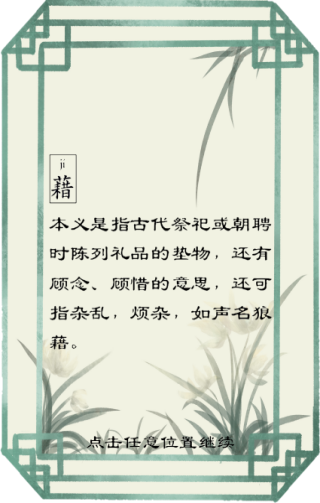 jí
藉
本义是指古代祭祀或朝聘
时陈列礼品的垫物，还有
顾念、顾惜的意思，还可
指杂乱，烦杂，如声名狼
藉。
点击任意位置继续